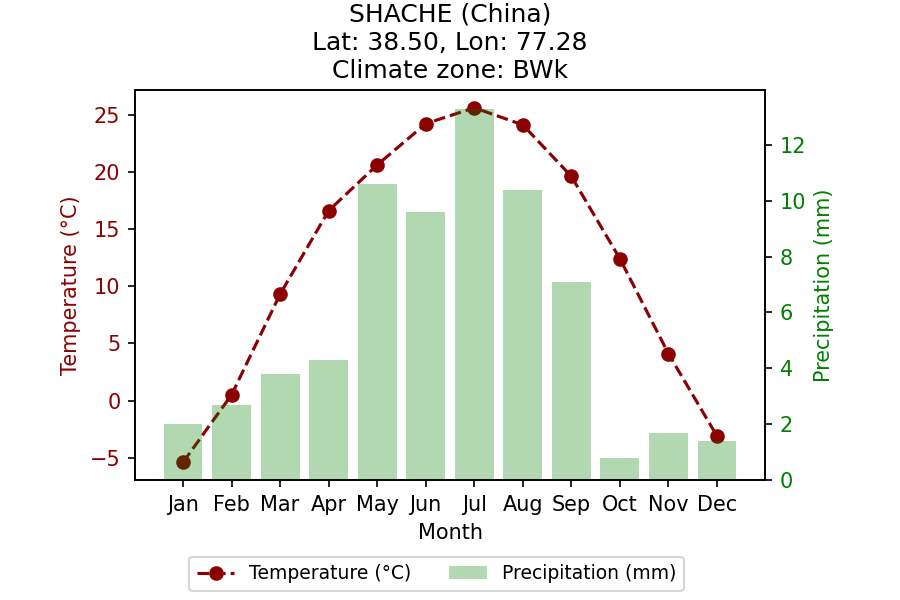 SHACHE (China)
Lat: 38.50, Lon: 77.28
Climate zone: BWk
Temperature (°C)
25
20
15
10
5
0
−5
12
10
8
6
4
2
0
Precipitation (mm)
Jan Feb Mar Apr May Jun Jul Aug Sep Oct Nov Dec
Month
Temperature (°C) Precipitation (mm)